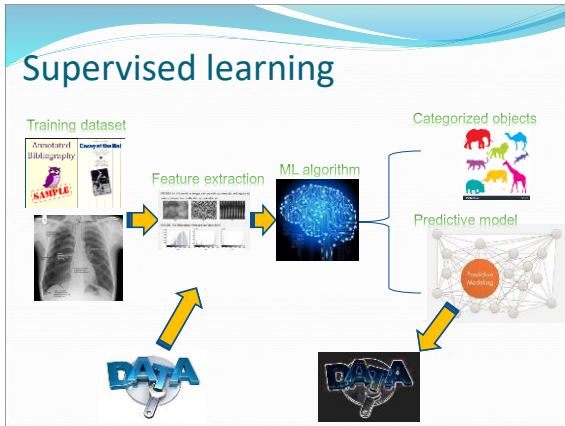 Supervised learning
Training dataset
Annotated
Bibliography
SAMPLE
Feature extraction
ML algorithm
Categorized objects
Predictive model
Predictive
Modeling
DATA
DATA